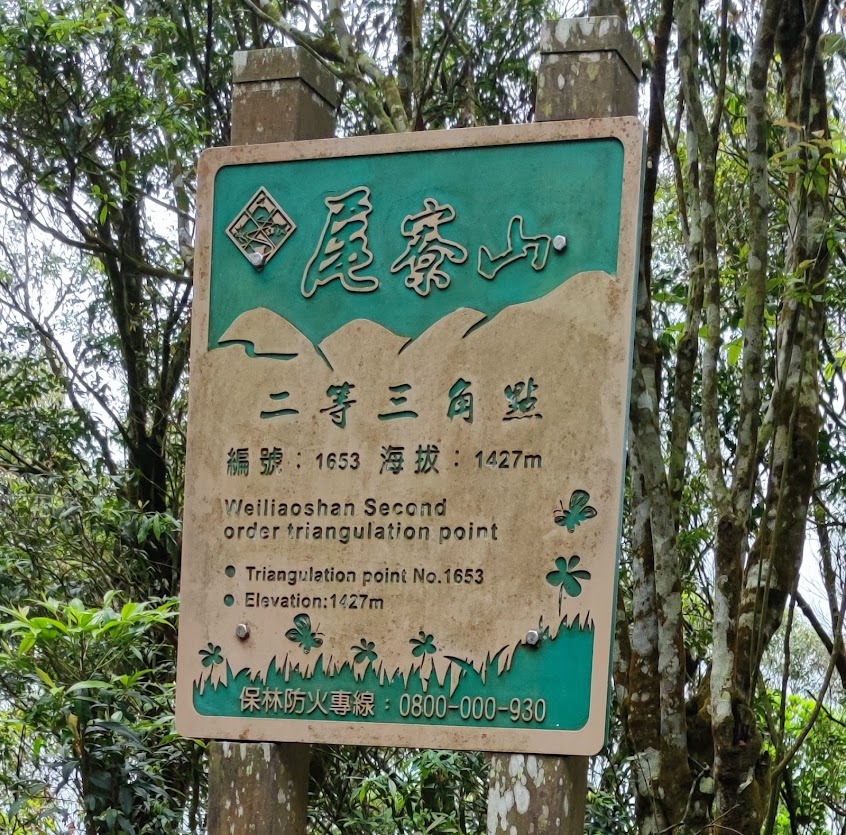 尾寮山
二等三角點
編號：1653 海拔：1427m
Weiliaoshan Second
order triangulation point
● Triangulation point No.1653
● Elevation:1427m
保林防火專線：0800-000-930